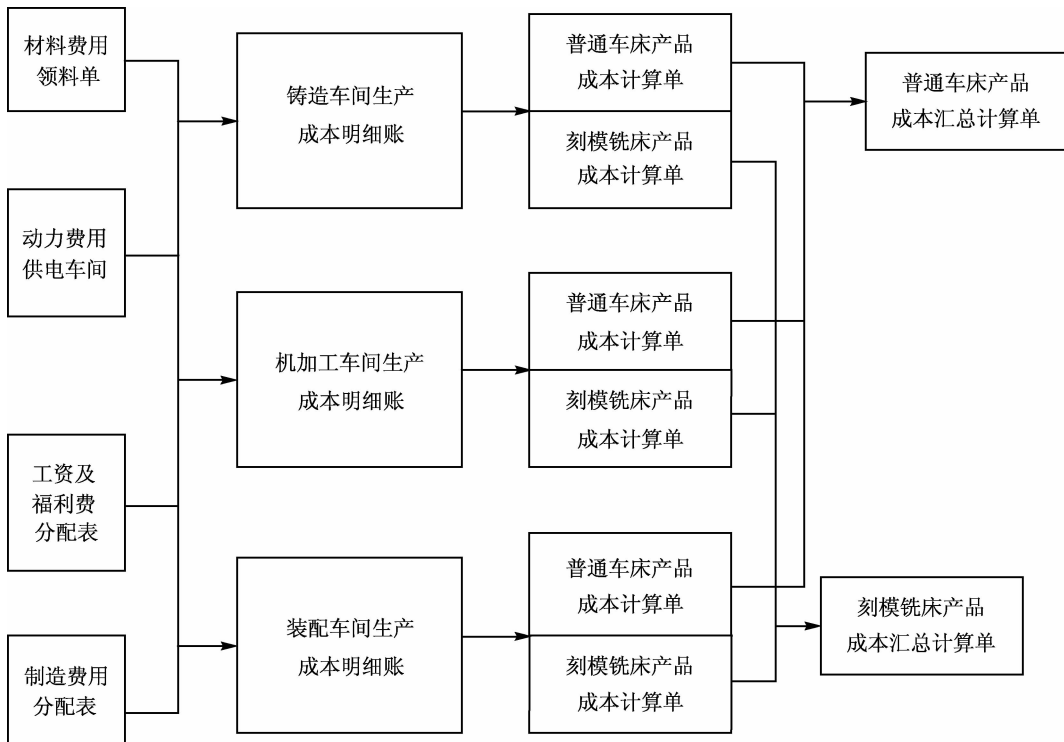 材料费用
领料单
动力费用
供电车间
工资及
福利费
分配表
制造费用
分配表
铸造车间生产
成本明细账
机加工车间生产
成本明细账
装配车间生产
成本明细账
普通车床产品
成本计算单
刻模铣床产品
成本计算单
普通车床产品
成本计算单
刻模铣床产品
成本计算单
普通车床产品
成本计算单
刻模铣床产品
成本计算单
普通车床产品
成本汇总计算单
刻模铣床产品
成本汇总计算单